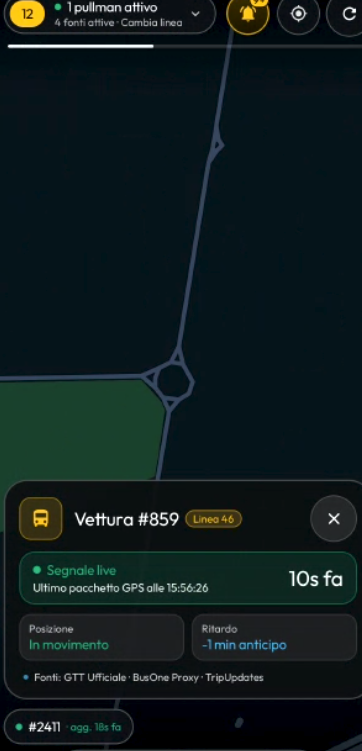 12
1 pullman attivo
4 fonti attive · Cambia linea
Vettura #859
Linea 46
Segnale live
Ultimo pacchetto GPS alle 15:56:26
10s fa
Posizione
In movimento
Ritardo
-1 min anticipo
Fonti: GTT Ufficiale · BusOne Proxy · TripUpdates
#2411 · agg. 18s fa